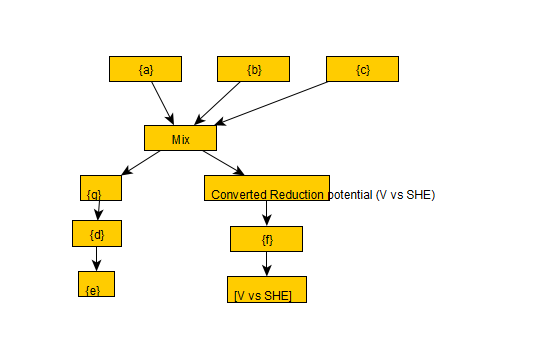 {a}
{b}
{c}
Mix
{g}
Converted Reduction potential (V vs SHE)
{d}
{f}
{e}
[V vs SHE]